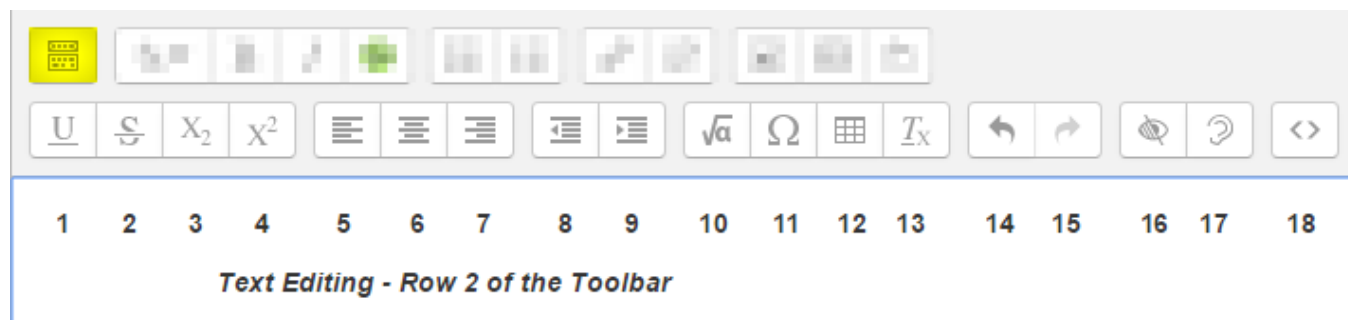 U S X₂ X² √α Ω Tx <>
1 2 3 4 5 6 7 8 9 10 11 12 13 14 15 16 17 18
Text Editing - Row 2 of the Toolbar